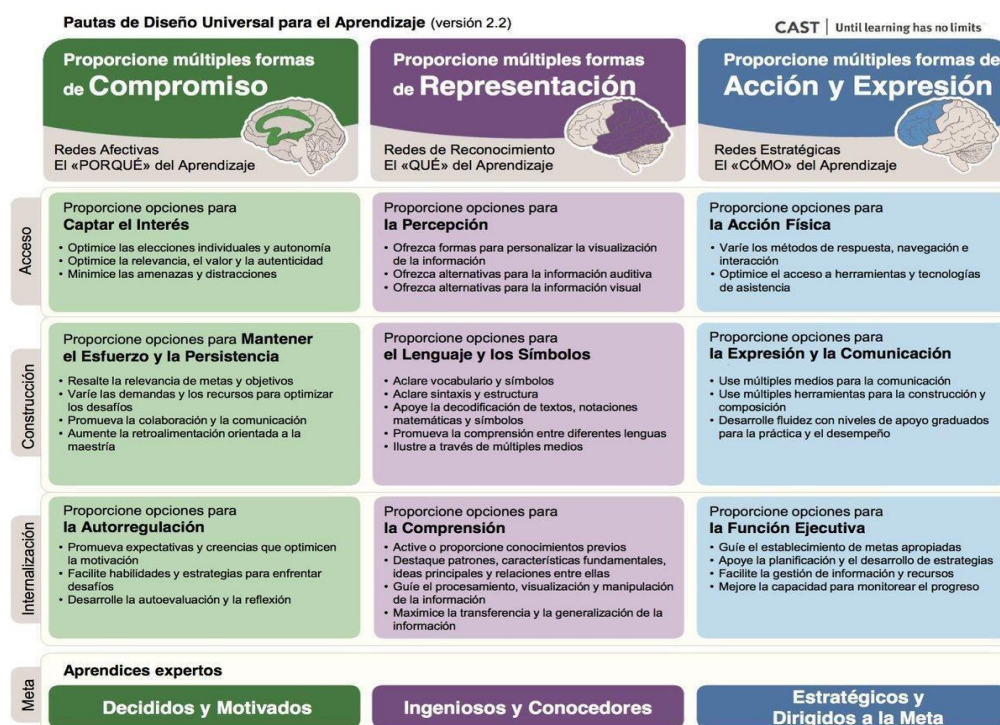 Pautas de Diseño Universal para el Aprendizaje (versión 2.2)
CAST | Until learning has no limits
Proporcione múltiples formas
de Compromiso
Redes Afectivas
El «PORQUÉ» del Aprendizaje
Proporcione múltiples formas
de Representación
Redes de Reconocimiento
El «QUÉ» del Aprendizaje
Proporcione múltiples formas de
Acción y Expresión
Redes Estratégicas
El «CÓMO» del Aprendizaje
Acceso
Proporcione opciones para
Captar el Interés
• Optimice las elecciones individuales y autonomía
• Optimice la relevancia, el valor y la autenticidad
• Minimice las amenazas y distracciones
Proporcione opciones para
la Percepción
• Ofrezca formas para personalizar la visualización
de la información
• Ofrezca alternativas para la información auditiva
• Ofrezca alternativas para la información visual
Proporcione opciones para
la Acción Física
• Varíe los métodos de respuesta, navegación e
interacción
• Optimice el acceso a herramientas y tecnologías
de asistencia
Construcción
Proporcione opciones para Mantener
el Esfuerzo y la Persistencia
• Resalte la relevancia de metas y objetivos
• Varíe las demandas y los recursos para optimizar
los desafíos
• Promueva la colaboración y la comunicación
• Aumente la retroalimentación orientada a la
maestría
Proporcione opciones para
el Lenguaje y los Símbolos
• Aclare vocabulario y símbolos
• Aclare sintaxis y estructura
• Apoye la decodificación de textos, notaciones
matemáticas y símbolos
• Promueva la comprensión entre diferentes lenguas
• Ilustre a través de múltiples medios
Proporcione opciones para
la Expresión y la Comunicación
• Use múltiples medios para la comunicación
• Use múltiples herramientas para la construcción y
composición
• Desarrolle fluidez con niveles de apoyo graduados
para la práctica y el desempeño
Internalización
Proporcione opciones para
la Autorregulación
• Promueva expectativas y creencias que optimicen
la motivación
• Facilite habilidades y estrategias para enfrentar
desafíos
• Desarrolle la autoevaluación y la reflexión
Proporcione opciones para
la Comprensión
• Active o proporcione conocimientos previos
• Destaque patrones, características fundamentales,
ideas principales y relaciones entre ellas
• Guíe el procesamiento, visualización y manipulación
de la información
• Maximice la transferencia y la generalización de la
información
Proporcione opciones para
la Función Ejecutiva
• Guíe el establecimiento de metas apropiadas
• Apoye la planificación y el desarrollo de estrategias
• Facilite la gestión de información y recursos
• Mejore la capacidad para monitorear el progreso
Meta
Aprendices expertos
Decididos y Motivados
Ingeniosos y Conocedores
Estratégicos y
Dirigidos a la Meta